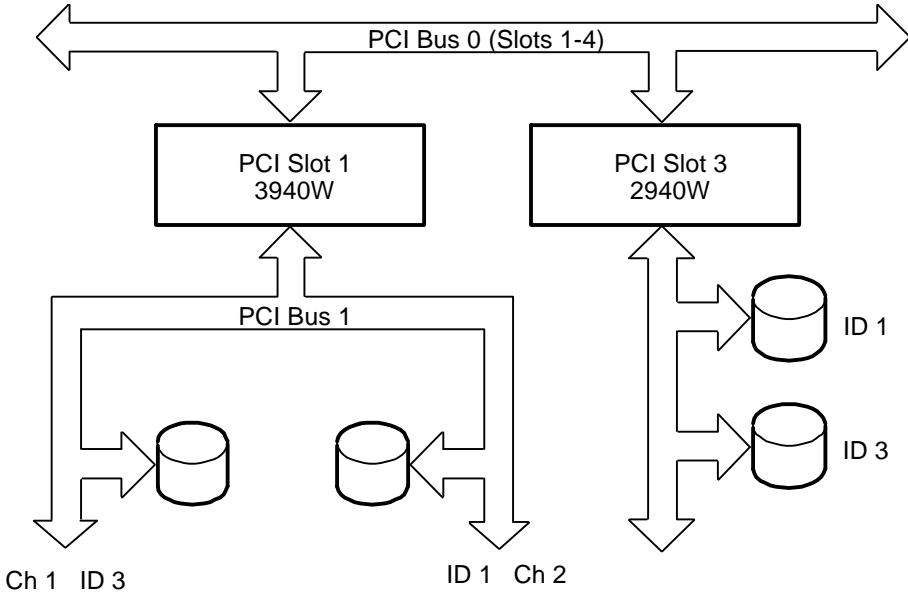 PCI Bus 0 (Slots 1-4)
PCI Slot 1
3940W
PCI Slot 3
2940W
PCI Bus 1
ID 1
ID 3
Ch 1 ID 3
ID 1 Ch 2